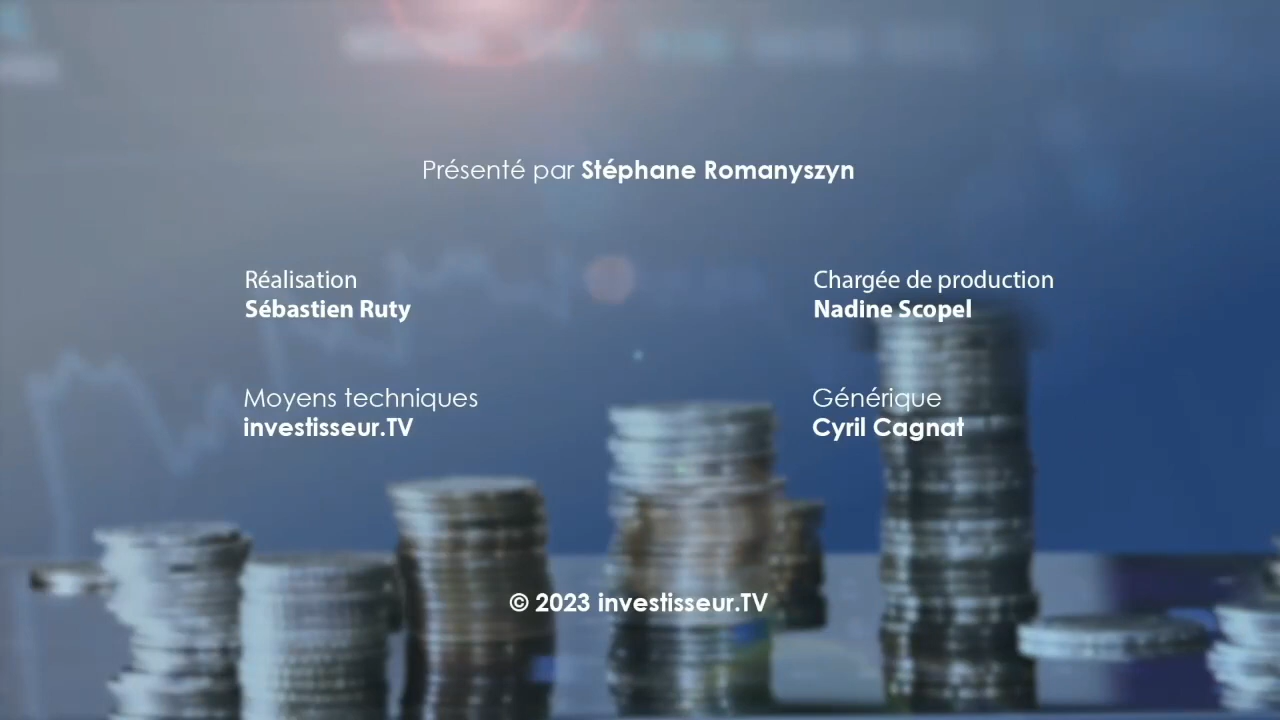 Présenté par Stéphane Romanyszyn
Réalisation
Sébastien Ruty
Chargée de production
Nadine Scopel
Moyens techniques
investisseur.TV
Générique
Cyril Cagnat
© 2023 investisseur.TV